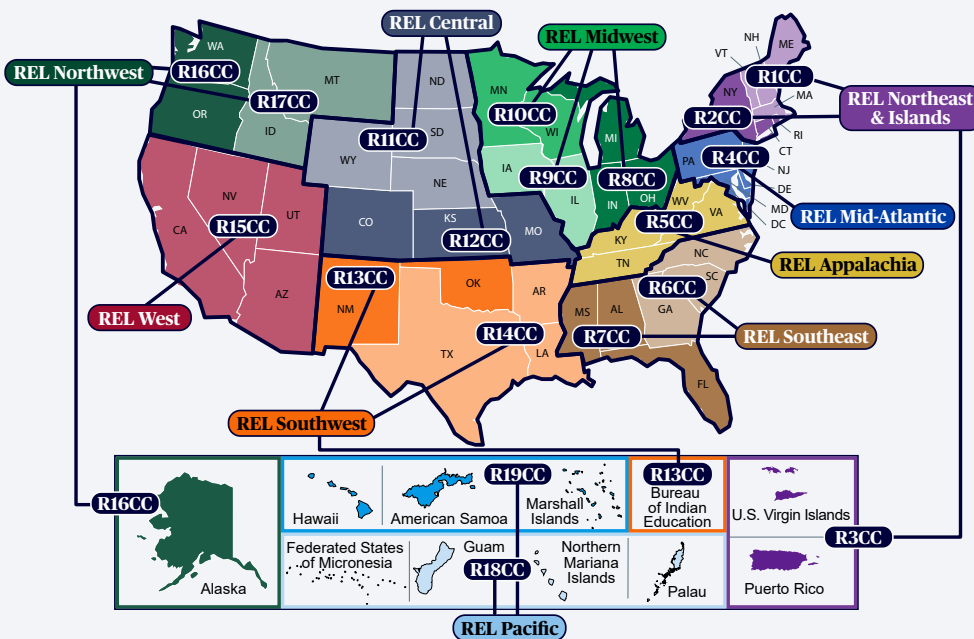 REL Central
REL Midwest
REL Northwest
REL Northeast
& Islands
REL Mid-Atlantic
REL Appalachia
REL Southeast
REL West
REL Southwest
REL Pacific
WA
R16CC
OR
MT
R17CC
ID
ND
SD
R11CC
WY
NE
CO
KS
R12CC
MO
MN
R10CC
WI
IA
R9CC
IL
MI
R8CC
IN
OH
NH
VT
ME
R1CC
MA
NY
R2CC
RI
CT
PA
R4CC
NJ
DE
MD
DC
WV
VA
R5CC
KY
TN
NC
SC
R6CC
GA
MS
AL
R7CC
FL
NV
UT
R15CC
CA
AZ
R13CC
OK
NM
AR
R14CC
TX
LA
R16CC
Alaska
R19CC
Hawaii
American Samoa
Marshall
Islands
R13CC
Bureau
of Indian
Education
U.S. Virgin Islands
R3CC
Puerto Rico
Federated States
of Micronesia
Guam
R18CC
Northern
Mariana
Islands
Palau